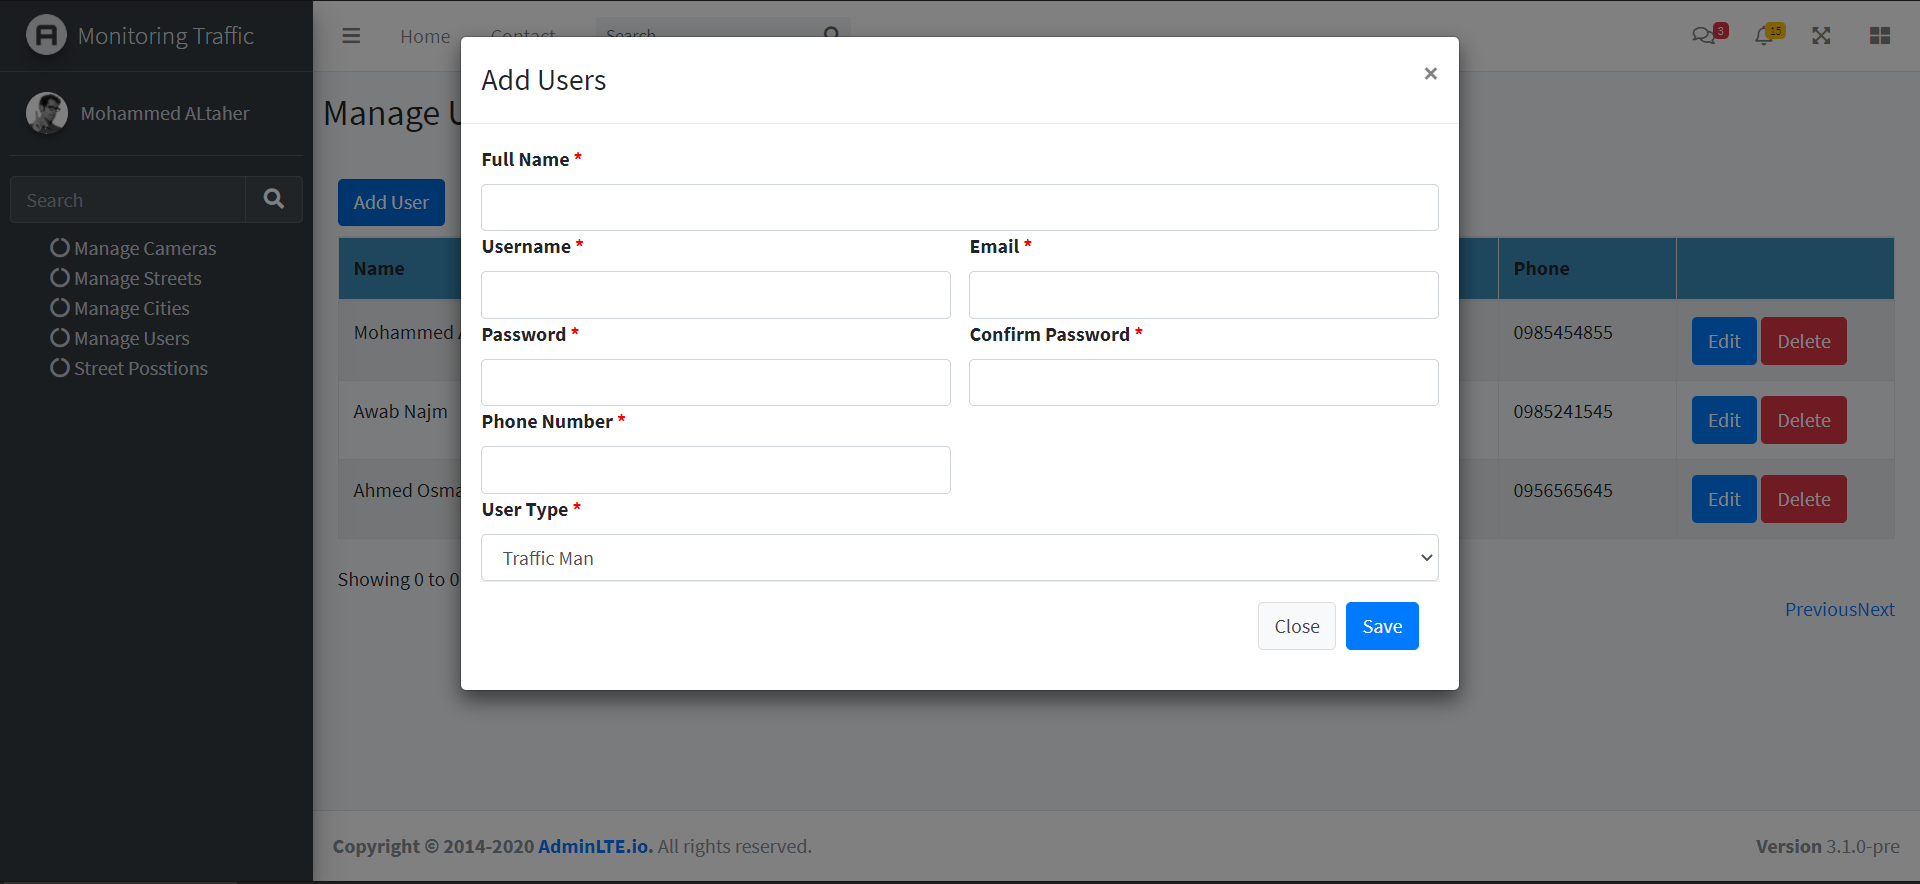 Monitoring Traffic
Home Contact Search 3 15
Mohammed ALtaher
Search
Manage Cameras
Manage Streets
Manage Cities
Manage Users
Street Posstions
Manage U
Add User
Name Phone
Mohammed A 0985454855 Edit Delete
Awab Najm 0985241545 Edit Delete
Ahmed Osma 0956565645 Edit Delete
Showing 0 to 0
PreviousNext
Add Users ×
Full Name *
Username * Email *
Password * Confirm Password *
Phone Number *
User Type *
Traffic Man
Close Save
Copyright © 2014-2020 AdminLTE.io. All rights reserved. Version 3.1.0-pre